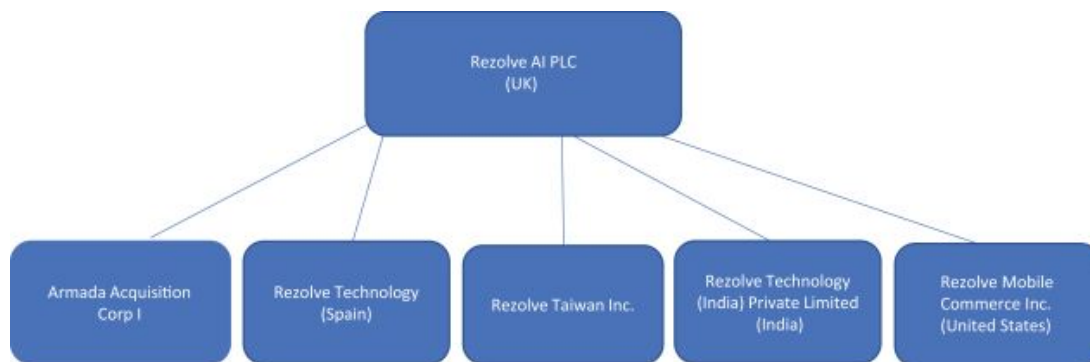 Rezolve AI PLC
(UK)
Armada Acquisition
Corp I
Rezolve Technology
(Spain)
Rezolve Taiwan Inc.
Rezolve Technology
(India) Private Limited
(India)
Rezolve Mobile
Commerce Inc.
(United States)